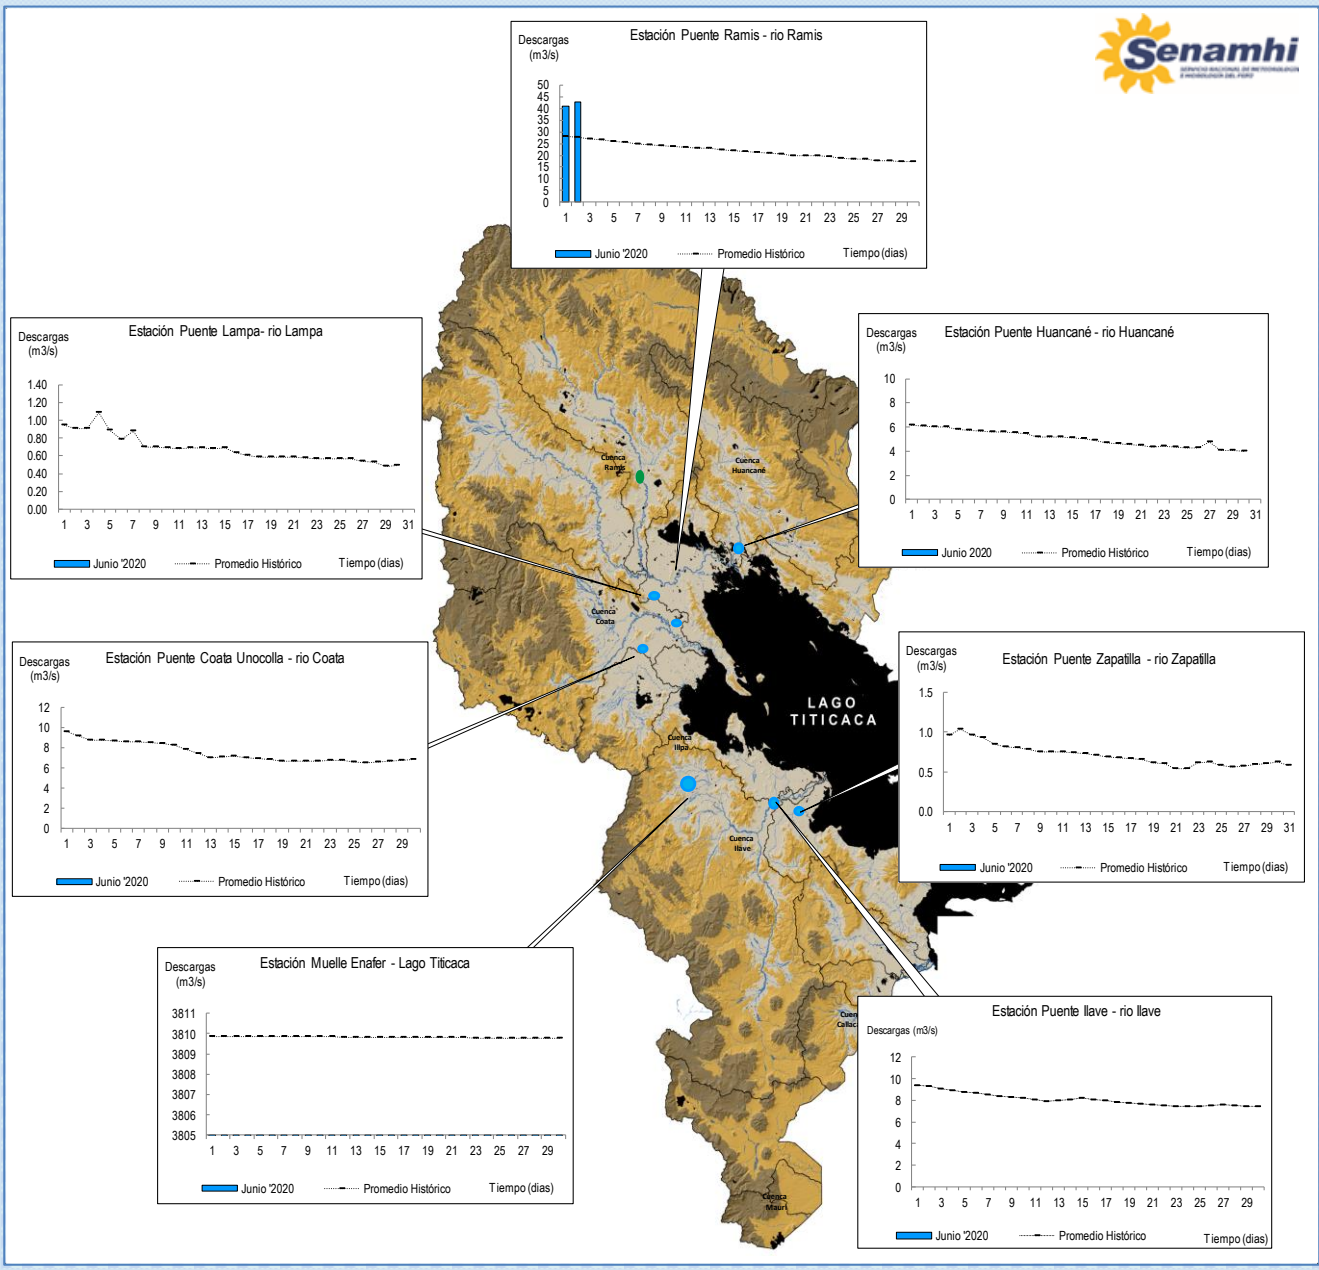 Senamhi
SERVICIO NACIONAL DE METEOROLOGÍA
E HIDROLOGÍA DEL PERÚ
Estación Puente Ramis - rio Ramis
Descargas
(m3/s)
50
45
40
35
30
25
20
15
10
5
0
1 3 5 7 9 11 13 15 17 19 21 23 25 27 29
Junio '2020 Promedio Histórico Tiempo (dias)
Estación Puente Lampa- rio Lampa
Descargas
(m3/s)
1.40
1.20
1.00
0.80
0.60
0.40
0.20
0.00
1 3 5 7 9 11 13 15 17 19 21 23 25 27 29 31
Junio '2020 Promedio Histórico Tiempo (dias)
Estación Puente Huancané - rio Huancané
Descargas
(m3/s)
10
8
6
4
2
0
1 3 5 7 9 11 13 15 17 19 21 23 25 27 29 31
Junio 2020 Promedio Histórico Tiempo (dias)
Cuenca
Ramis
Cuenca
Huancané
Cuenca
Coata
LAGO
TITICACA
Cuenca
Illpa
Cuenca
Ilave
Cuen
Callac
Cuenca
Mauri
Estación Puente Coata Unocolla - rio Coata
Descargas
(m3/s)
12
10
8
6
4
2
0
1 3 5 7 9 11 13 15 17 19 21 23 25 27 29
Junio '2020 Promedio Histórico Tiempo (dias)
Estación Puente Zapatilla - rio Zapatilla
Descargas
(m3/s)
1.5
1.0
0.5
0.0
1 3 5 7 9 11 13 15 17 19 21 23 25 27 29 31
Junio '2020 Promedio Histórico Tiempo (dias)
Estación Muelle Enafer - Lago Titicaca
Descargas
(m3/s)
3811
3810
3809
3808
3807
3806
3805
1 3 5 7 9 11 13 15 17 19 21 23 25 27 29
Junio '2020 Promedio Histórico Tiempo (dias)
Estación Puente Ilave - rio Ilave
Descargas (m3/s)
12
10
8
6
4
2
0
1 3 5 7 9 11 13 15 17 19 21 23 25 27 29
Junio '2020 Promedio Histórico Tiempo (dias)